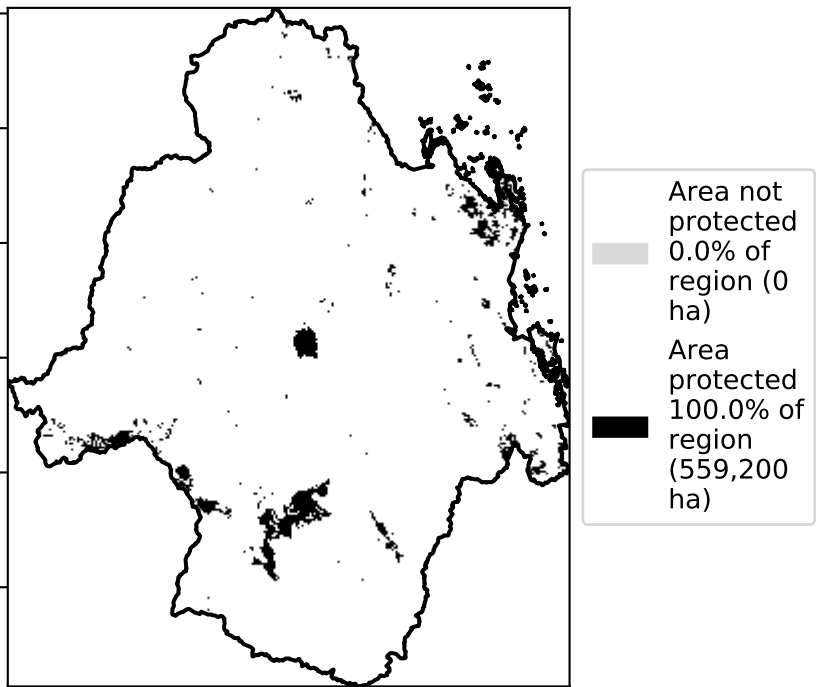 Area not
protected
0.0% of
region (0
ha)
Area
protected
100.0% of
region
(559,200
ha)